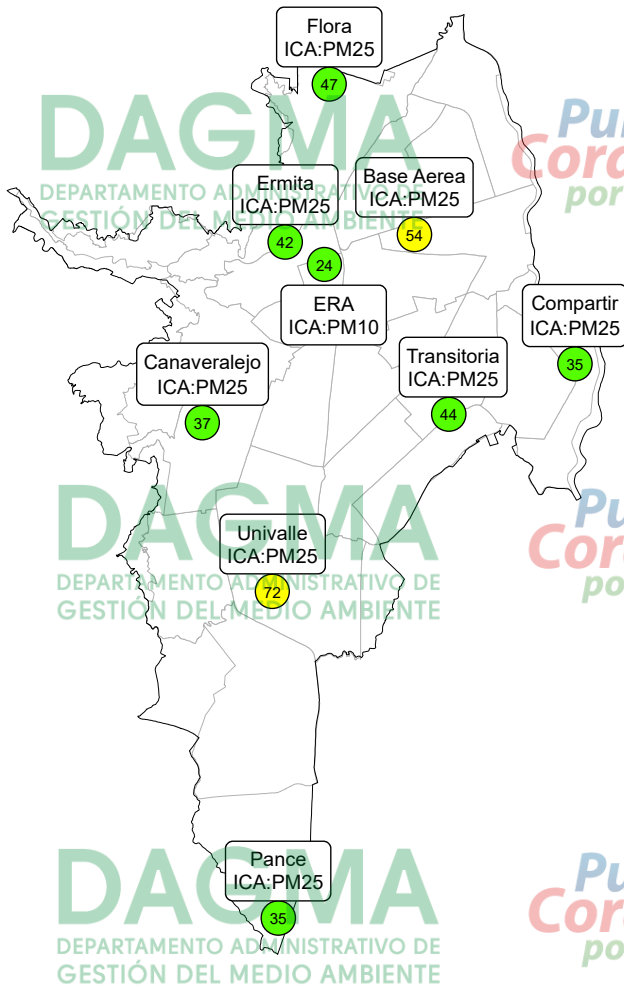 Flora
ICA:PM25
47
DAGMA
DEPARTAMENTO ADMINISTRATIVO DE
GESTIÓN DEL MEDIO AMBIENTE
por
Ermita
ICA:PM25
42
Base Aerea
ICA:PM25
54
24
ERA
ICA:PM10
Compartir
ICA:PM25
35
Canaveralejo
ICA:PM25
37
Transitoria
ICA:PM25
44
DAGMA
DEPARTAMENTO ADMINISTRATIVO DE
GESTIÓN DEL MEDIO AMBIENTE
Univalle
ICA:PM25
72
DAGMA
DEPARTAMENTO ADMINISTRATIVO DE
GESTIÓN DEL MEDIO AMBIENTE
Pance
ICA:PM25
35